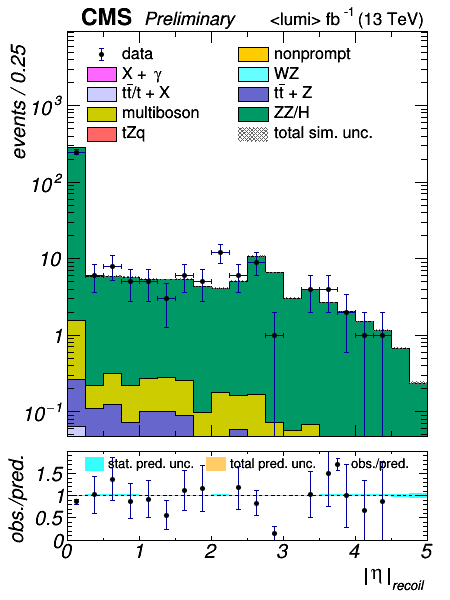 CMS Preliminary <lumi> fb⁻¹ (13 TeV)
events / 0.25
data
nonprompt
X + γ
WZ
tt̄/t + X
tt̄ + Z
multiboson
ZZ/H
tZq
total sim. unc.
10³
10²
10
1
10⁻¹
obs./pred.
stat. pred. unc.
total pred. unc.
obs./pred.
1.5
1
0.5
0
0 1 2 3 4 5
|η|recoil